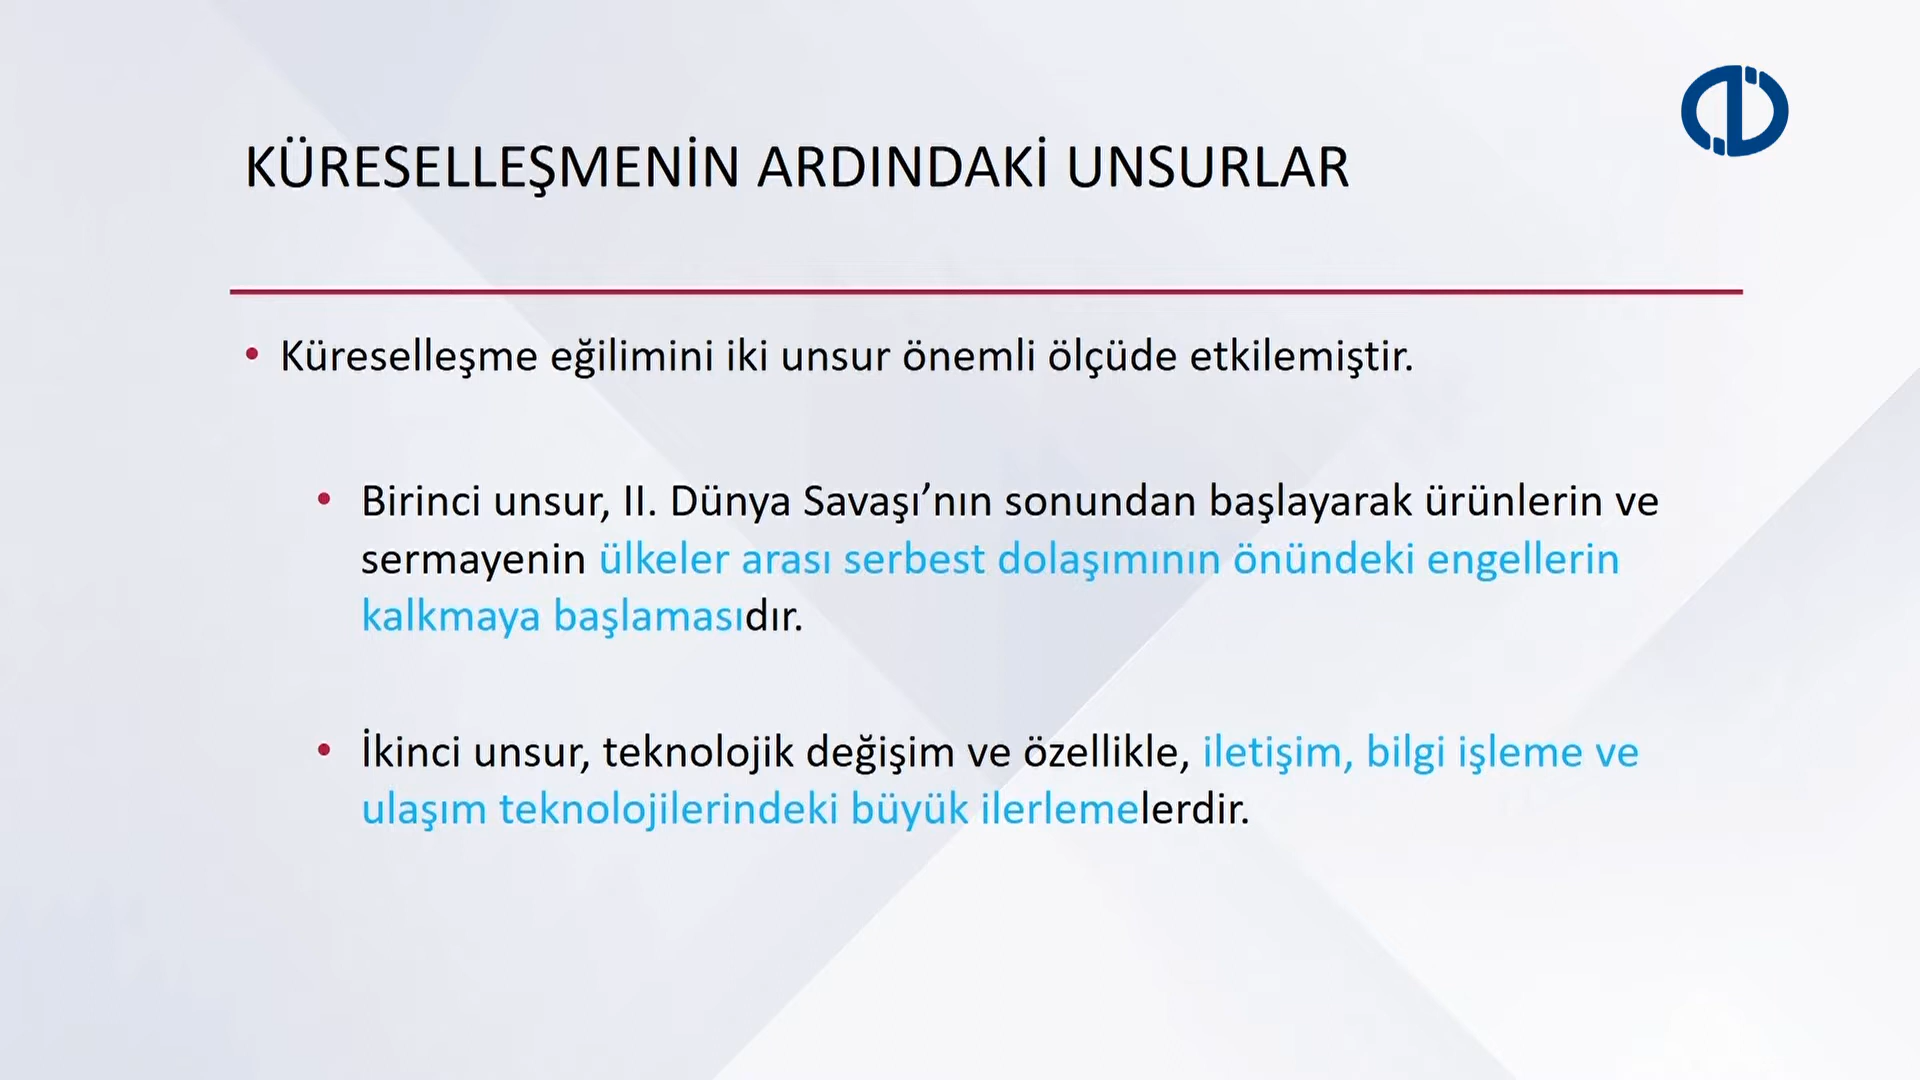 KÜRESELLEŞMENİN ARDINDAKİ UNSURLAR
• Küreselleşme eğilimini iki unsur önemli ölçüde etkilemiştir.
• Birinci unsur, II. Dünya Savaşı’nın sonundan başlayarak ürünlerin ve
sermayenin ülkeler arası serbest dolaşımının önündeki engellerin
kalkmaya başlamasıdır.
• İkinci unsur, teknolojik değişim ve özellikle, iletişim, bilgi işleme ve
ulaşım teknolojilerindeki büyük ilerlemelerdir.